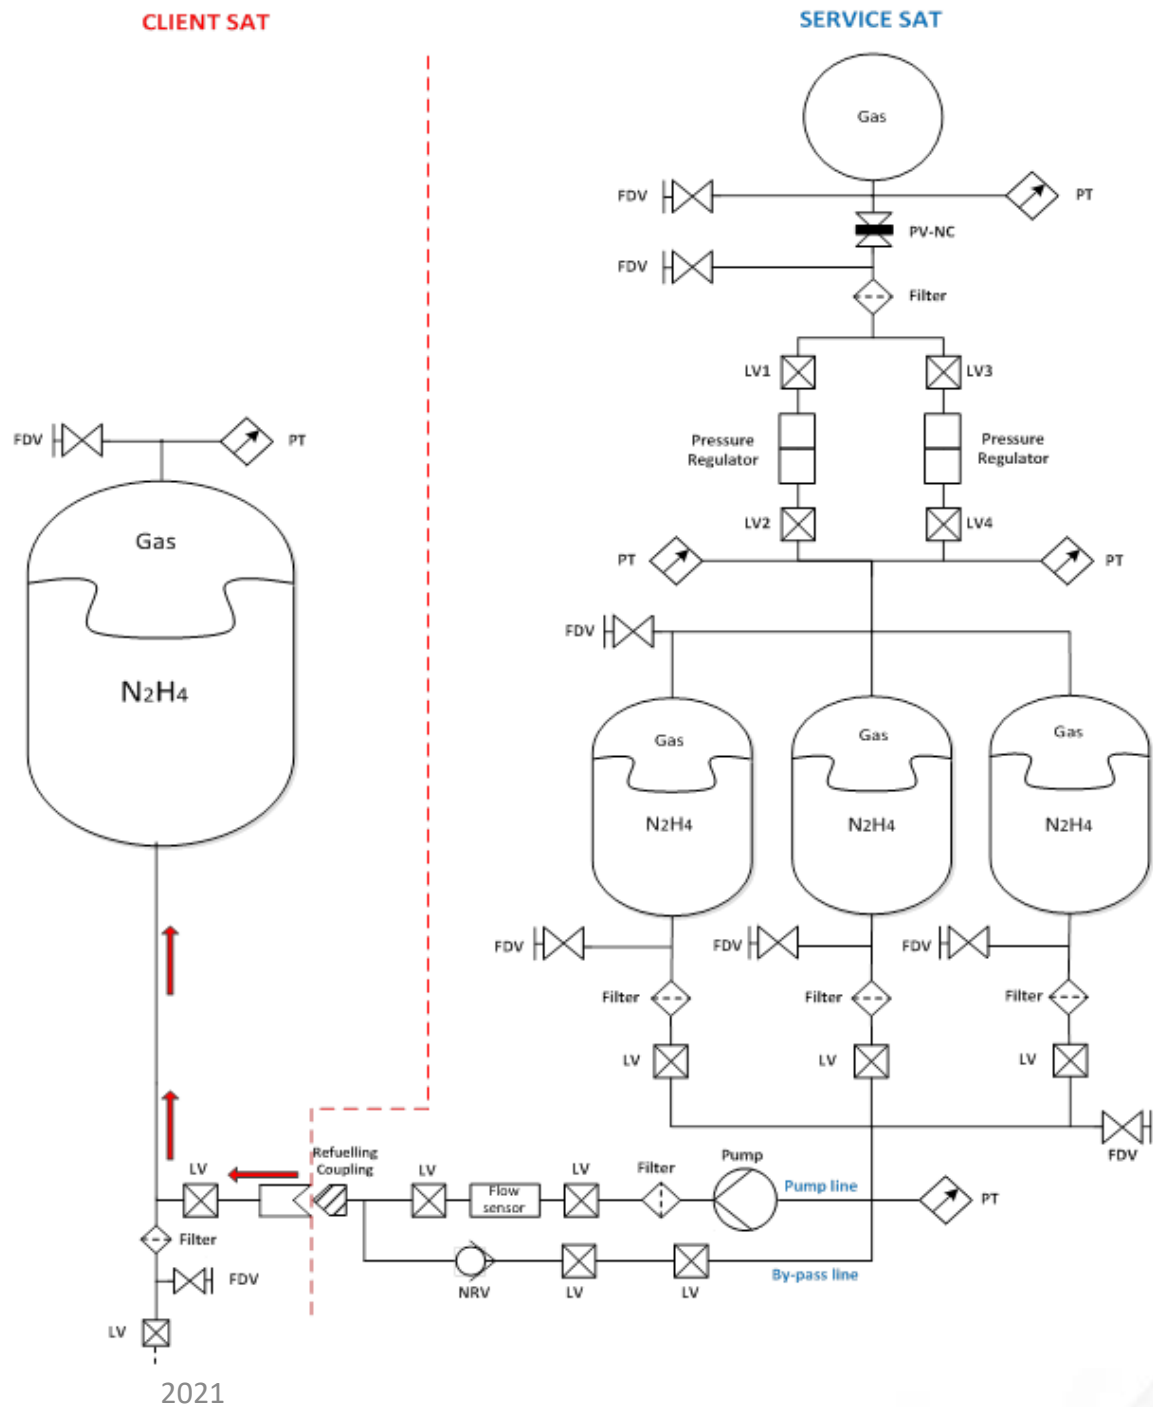 CLIENT SAT
SERVICE SAT
Gas
FDV
PT
PV-NC
FDV
Filter
LV1
LV3
Pressure
Regulator
Pressure
Regulator
LV2
LV4
PT
PT
FDV
PT
Gas
N2H4
FDV
Gas
Gas
Gas
N2H4
N2H4
N2H4
FDV
FDV
FDV
Filter
Filter
Filter
LV
LV
LV
FDV
Refuelling
Coupling
LV
LV
Flow
sensor
LV
Filter
Pump
Pump line
PT
Filter
FDV
LV
NRV
LV
LV
By-pass line
2021